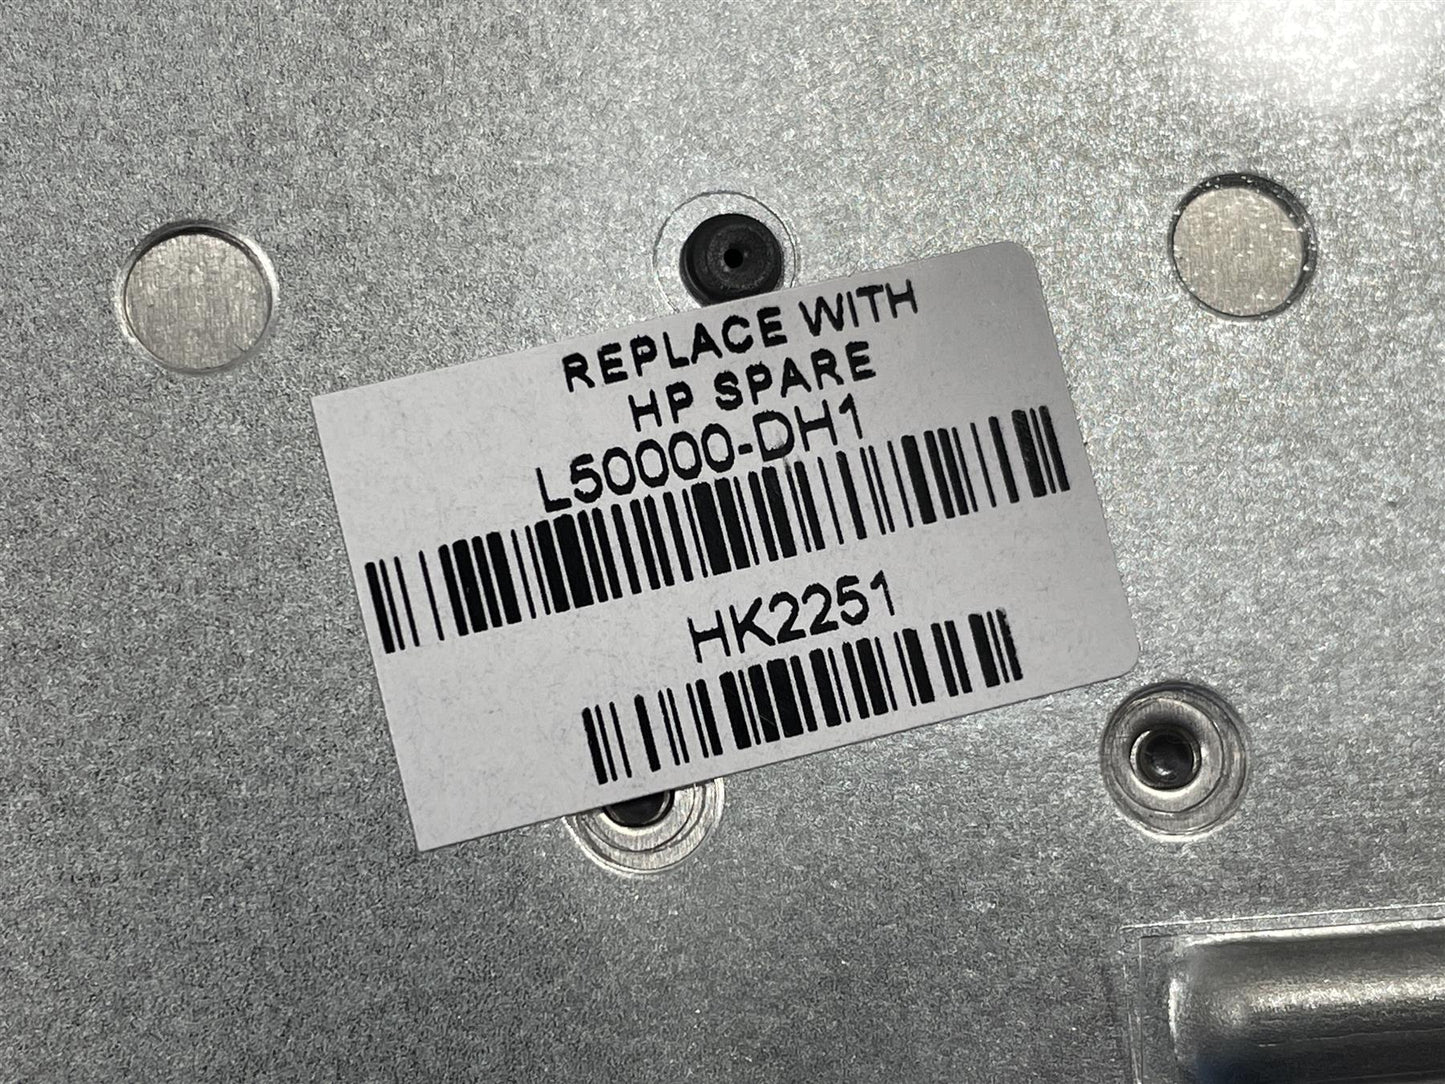 REPLACE WITH
HP SPARE
L50000-DH1
HK2251